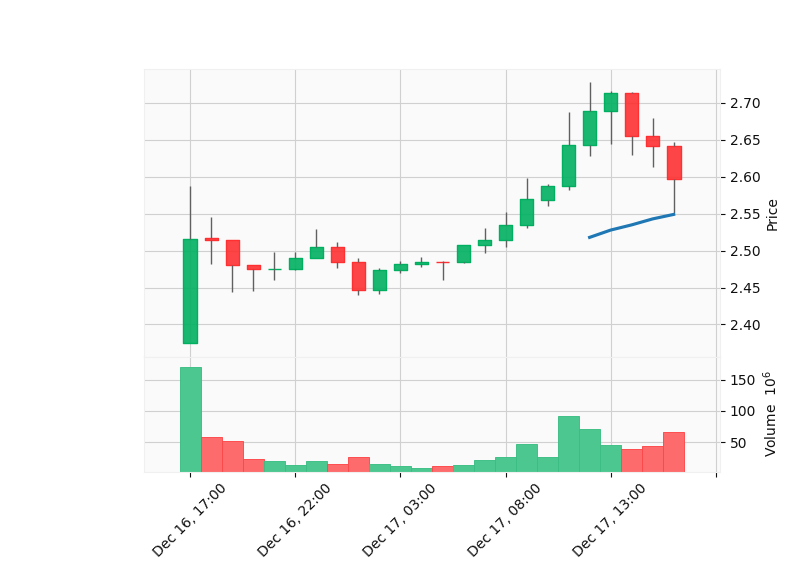 2.70
2.65
2.60
2.55
2.50
2.45
2.40
Price
150
100
50
Volume 10⁶
Dec 16, 17:00
Dec 16, 22:00
Dec 17, 03:00
Dec 17, 08:00
Dec 17, 13:00